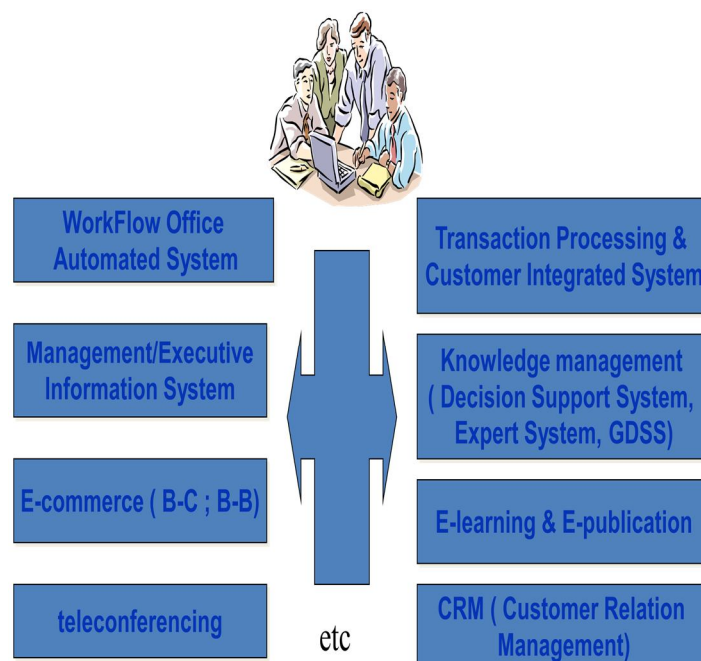 WorkFlow Office
Automated System
Management/Executive
Information System
E-commerce ( B-C ; B-B)
teleconferencing
Transaction Processing &
Customer Integrated System
Knowledge management
( Decision Support System,
Expert System, GDSS)
E-learning & E-publication
CRM ( Customer Relation
Management)
etc